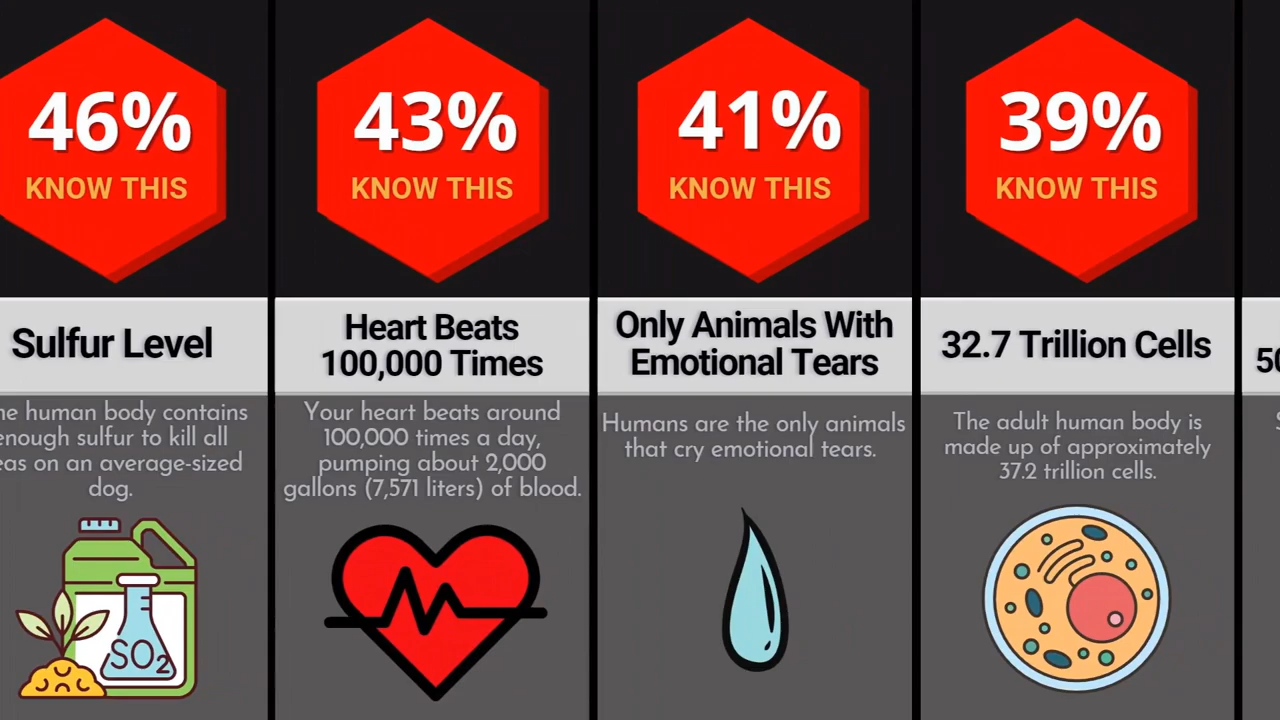 46%
KNOW THIS
Sulfur Level
he human body contains
enough sulfur to kill all
eas on an average-sized
dog.
SO2
43%
KNOW THIS
Heart Beats
100,000 Times
Your heart beats around
100,000 times a day,
pumping about 2,000
gallons (7,571 liters) of blood.
41%
KNOW THIS
Only Animals With
Emotional Tears
Humans are the only animals
that cry emotional tears.
39%
KNOW THIS
32.7 Trillion Cells
The adult human body is
made up of approximately
37.2 trillion cells.